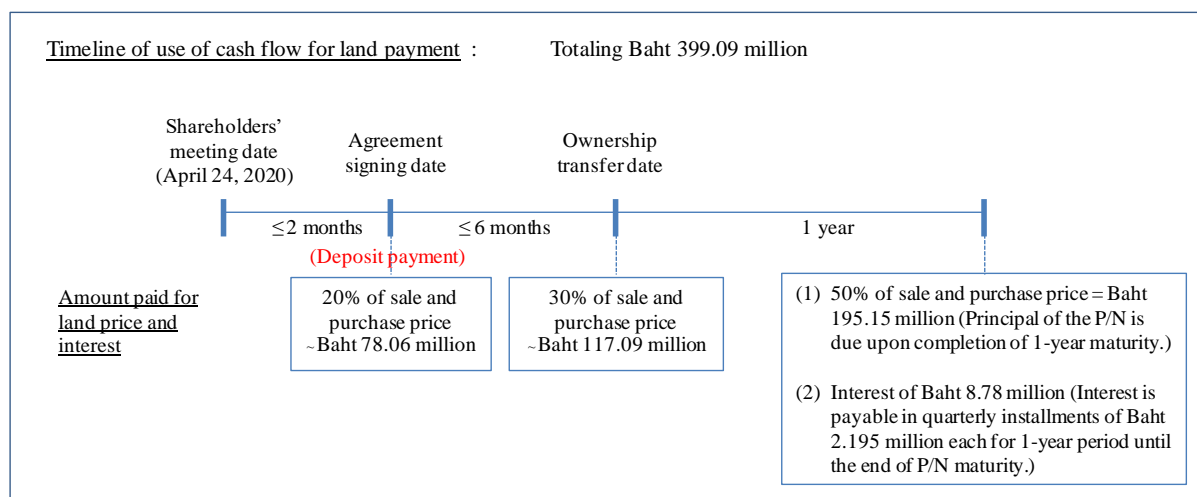 Timeline of use of cash flow for land payment : Totaling Baht 399.09 million
Shareholders’
meeting date
(April 24, 2020)
Agreement
signing date
Ownership
transfer date
≤2 months
≤ 6 months
1 year
(Deposit payment)
Amount paid for
land price and
interest
20% of sale and
purchase price
~Baht 78.06 million
30% of sale and
purchase price
~Baht 117.09 million
(1) 50% of sale and purchase price = Baht
195.15 million (Principal of the P/N is
due upon completion of 1-year maturity.)
(2) Interest of Baht 8.78 million (Interest is
payable in quarterly installments of Baht
2.195 million each for 1-year period until
the end of P/N maturity.)